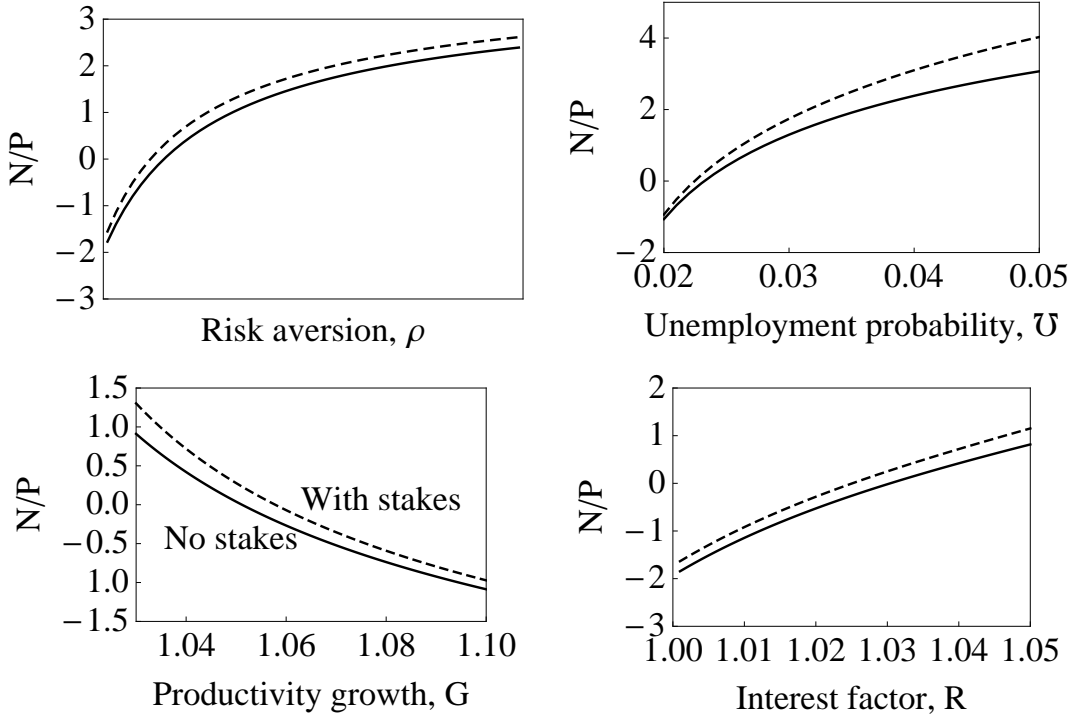 3
2
1
0
−1
−2
−3
N/P
Risk aversion, ρ
4
2
0
−2
N/P
0.02 0.03 0.04 0.05
Unemployment probability, ℧
1.5
1.0
0.5
0.0
−0.5
1.0
−1.5
N/P
With stakes
No stakes
1.04 1.06 1.08 1.10
Productivity growth, G
2
1
0
−1
−2
−3
N/P
1.00 1.01 1.02 1.03 1.04 1.05
Interest factor, R